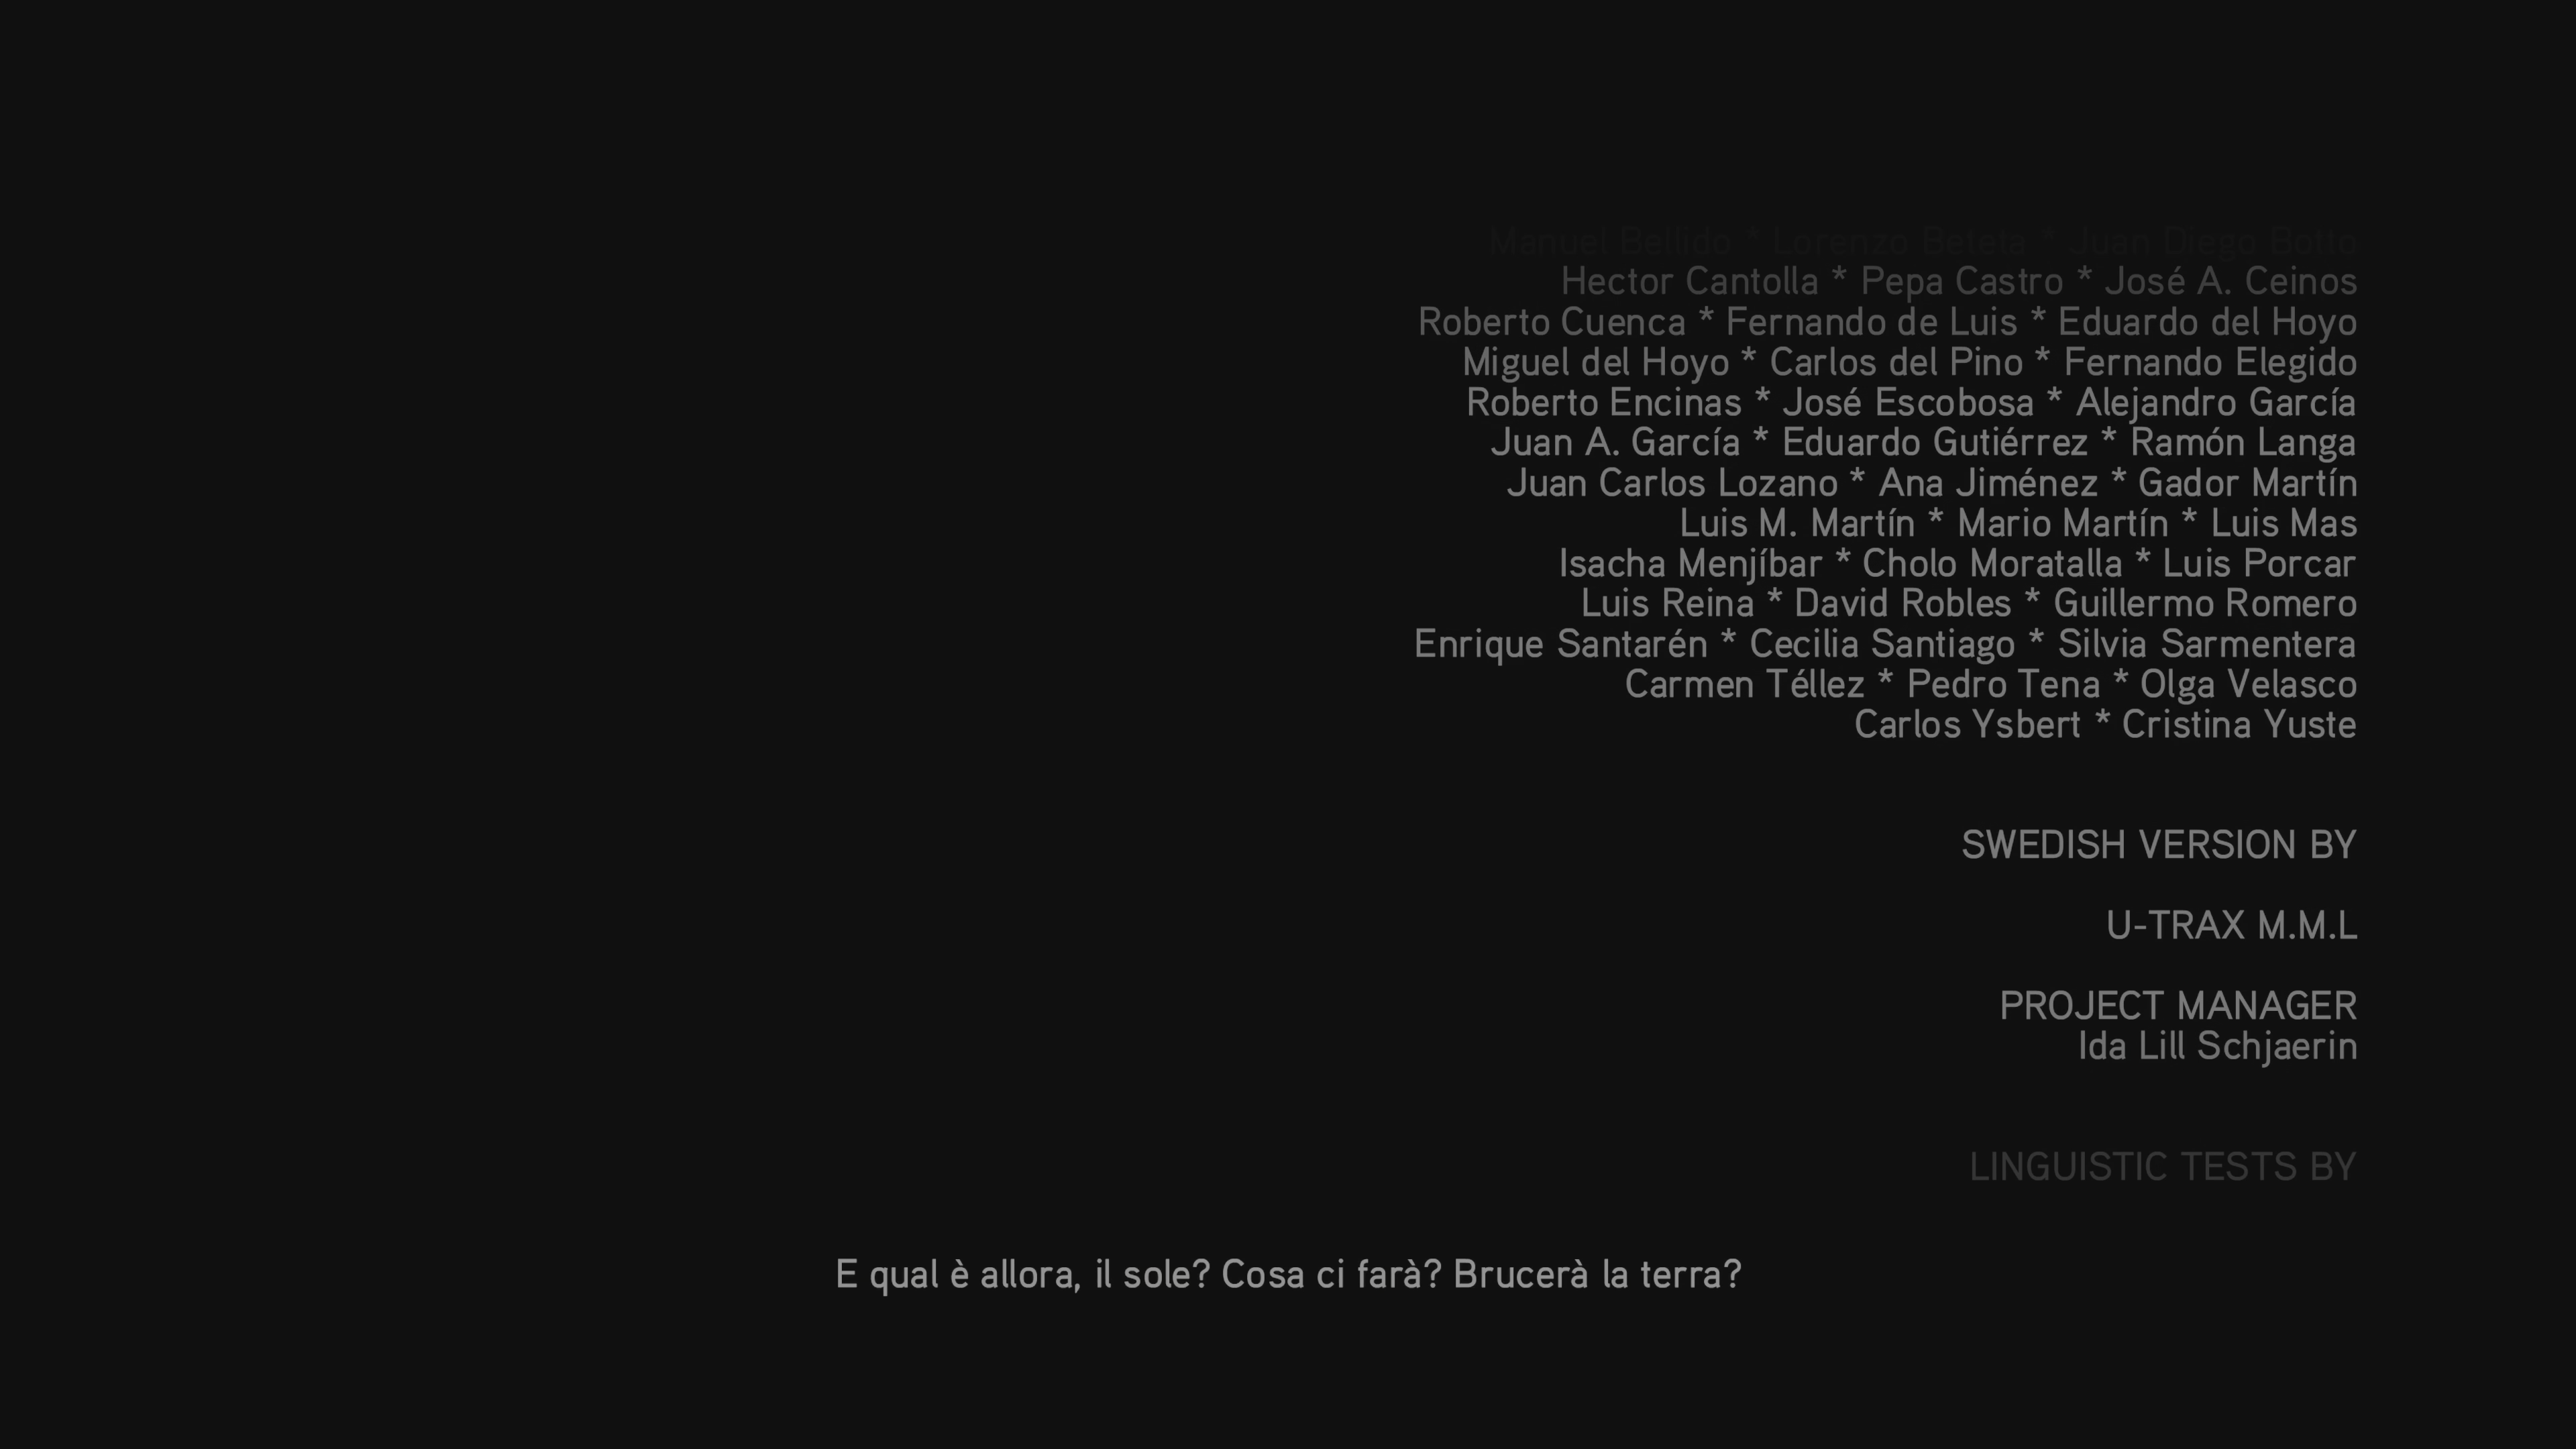 Manuel Bellido * Lorenzo Beteta * Juan Diego Botto
Hector Cantolla * Pepa Castro * José A. Ceinos
Roberto Cuenca * Fernando de Luis * Eduardo del Hoyo
Miguel del Hoyo * Carlos del Pino * Fernando Elegido
Roberto Encinas * José Escobosa * Alejandro García
Juan A. García * Eduardo Gutiérrez * Ramón Langa
Juan Carlos Lozano * Ana Jiménez * Gador Martín
Luis M. Martín * Mario Martín * Luis Mas
Isacha Menjíbar * Cholo Moratalla * Luis Porcar
Luis Reina * David Robles * Guillermo Romero
Enrique Santarén * Cecilia Santiago * Silvia Sarmentera
Carmen Téllez * Pedro Tena * Olga Velasco
Carlos Ysbert * Cristina Yuste
SWEDISH VERSION BY
U-TRAX M.M.L
PROJECT MANAGER
Ida Lill Schjaerin
LINGUISTIC TESTS BY
E qual è allora, il sole? Cosa ci farà? Brucerà la terra?